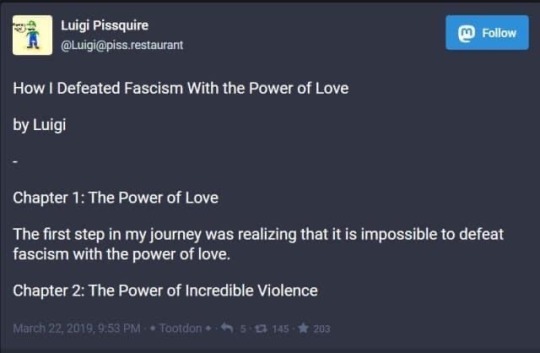 Luigi Pissquire
@Luigi@piss.restaurant
Follow
How I Defeated Fascism With the Power of Love
by Luigi
-
Chapter 1: The Power of Love
The first step in my journey was realizing that it is impossible to defeat
fascism with the power of love.
Chapter 2: The Power of Incredible Violence
March 22, 2019, 9:53 PM · Tootdon · 5 · 145 · 203